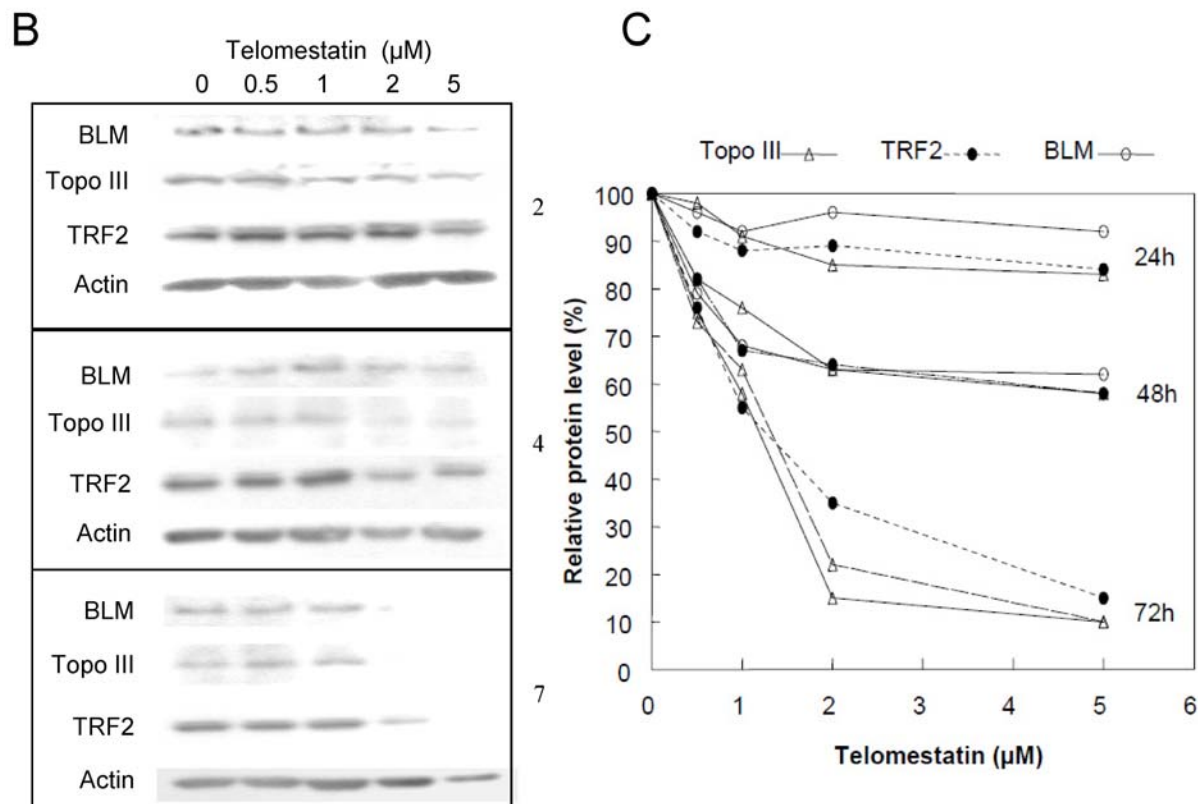 B
Telomestatin (µM)
0 0.5 1 2 5
BLM
Topo III
TRF2
Actin
2
BLM
Topo III
TRF2
Actin
4
BLM
Topo III
TRF2
Actin
7
C
Topo III TRF2 BLM
100
90
80
70
60
50
40
30
20
10
0
Relative protein level (%)
24h
48h
72h
0 1 2 3 4 5 6
Telomestatin (µM)